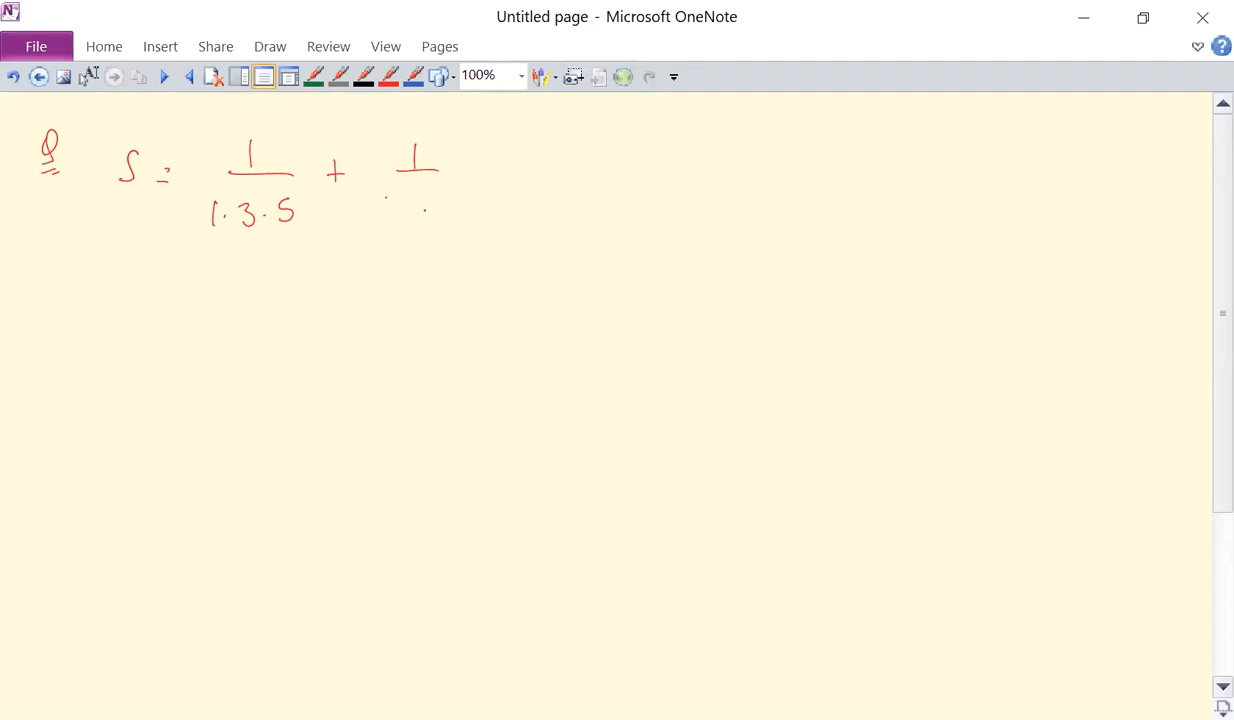 Untitled page - Microsoft OneNote
File Home Insert Share Draw Review View Pages
100%
Q S = 1/(1.3.5) + 1/